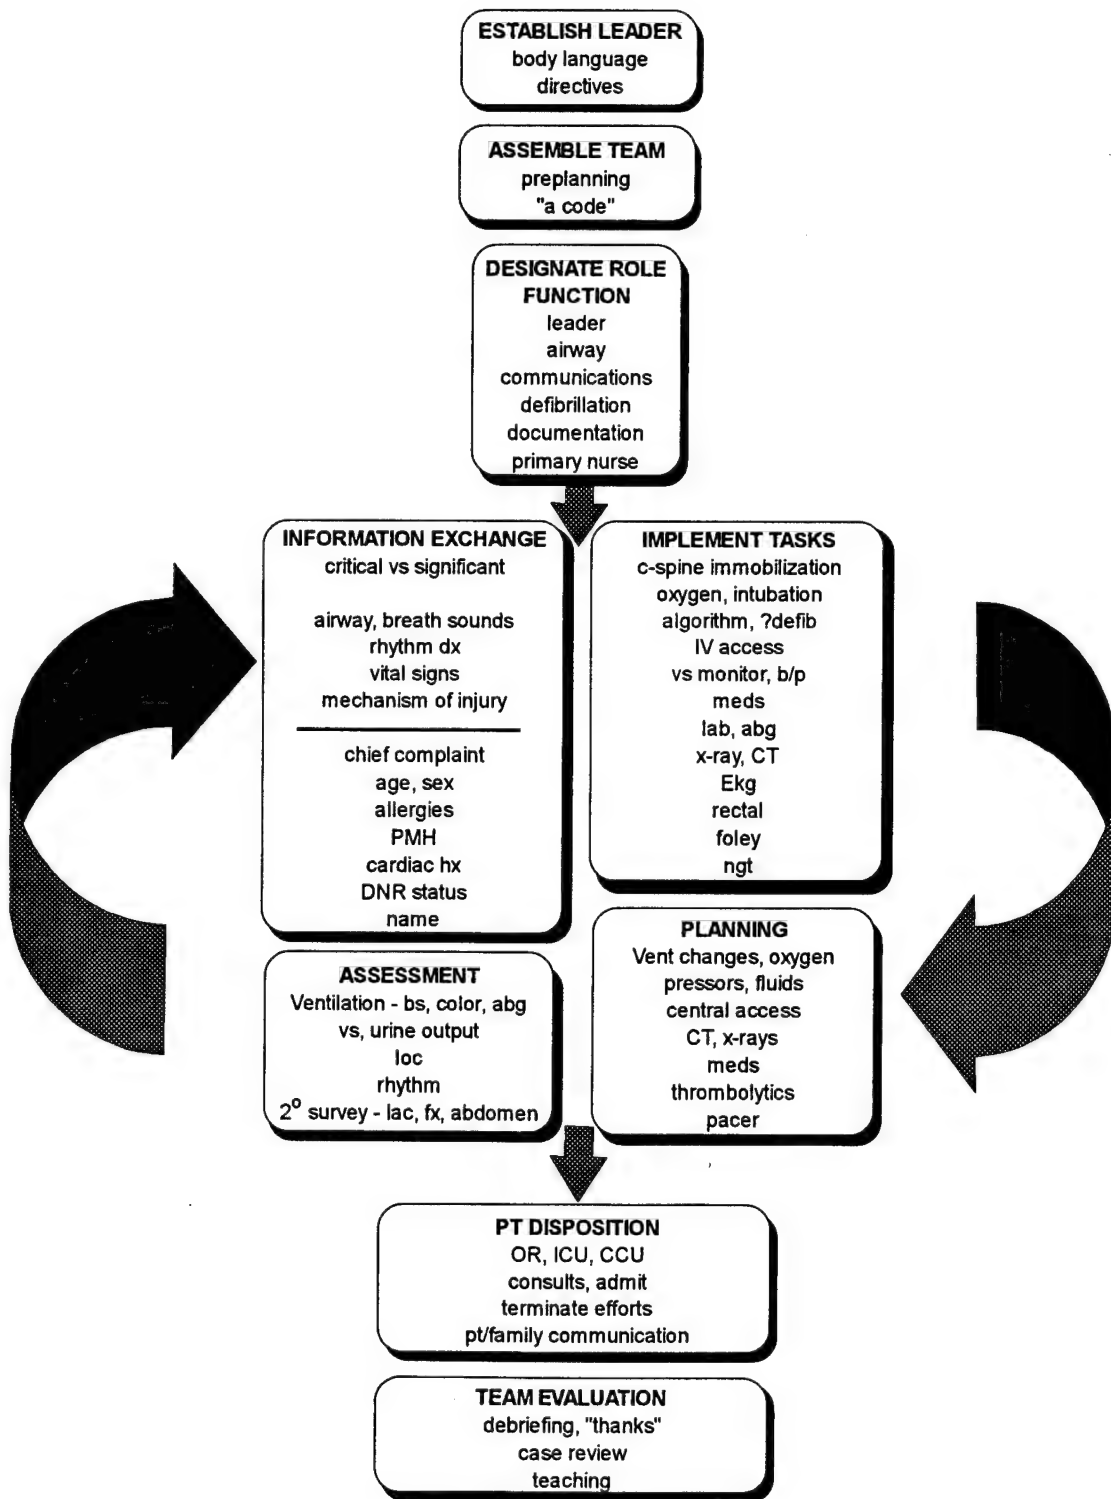 ESTABLISH LEADER
body language
directives
ASSEMBLE TEAM
preplanning
"a code"
DESIGNATE ROLE
FUNCTION
leader
airway
communications
defibrillation
documentation
primary nurse
INFORMATION EXCHANGE
critical vs significant
airway, breath sounds
rhythm dx
vital signs
mechanism of injury
chief complaint
age, sex
allergies
PMH
cardiac hx
DNR status
name
IMPLEMENT TASKS
c-spine immobilization
oxygen, intubation
algorithm, ?defib
IV access
vs monitor, b/p
meds
lab, abg
x-ray, CT
Ekg
rectal
foley
ngt
ASSESSMENT
Ventilation - bs, color, abg
vs, urine output
loc
rhythm
2° survey - lac, fx, abdomen
PLANNING
Vent changes, oxygen
pressors, fluids
central access
CT, x-rays
meds
thrombolytics
pacer
PT DISPOSITION
OR, ICU, CCU
consults, admit
terminate efforts
pt/family communication
TEAM EVALUATION
debriefing, "thanks"
case review
teaching